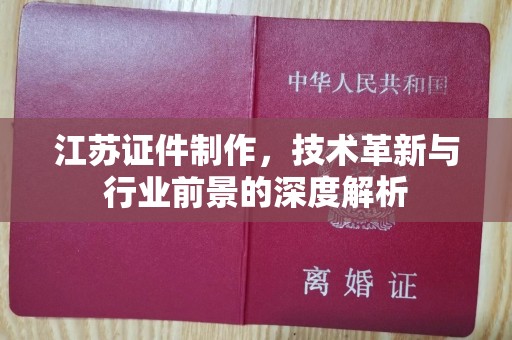 中华人民共和国
江苏证件制作，技术革新与
行业前景的深度解析
离婚证